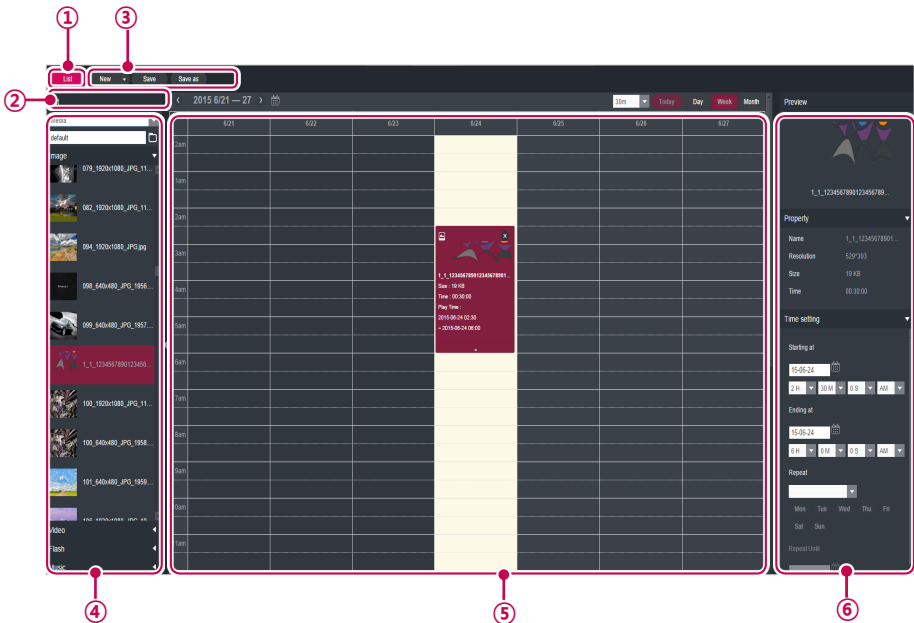 ① ③
List New Save Save as
②
2015 6/21 — 27 30m Today Day Week Month Preview
Media
default
Image
6/21 6/22 6/23 6/24 6/25 6/26 6/27
2am
1am
2am
3am
4am
5am
6am
7am
8am
9am
0am
1am
079_1920x1080_JPG_11...
082_1920x1080_JPG_11...
094_1920x1080_JPG.jpg
098_640x480_JPG_1956...
099_640x480_JPG_1957...
1_1_1234567890123456...
100_1920x1080_JPG_11...
100_640x480_JPG_1958...
101_640x480_JPG_1959...
Video
Flash
Music
X
1_1_123456789012345678901...
Size : 19 KB
Time : 00:30:00
Play Time :
2015-06-24 02:30
~ 2015-06-24 06:00
1_1_1234567890123456789...
Property
Name 1_1_12345678901...
Resolution 529*303
Size 19 KB
Time 00:30:00
Time setting
Starting at
15-06-24
2 H 30 M 0 S AM
Ending at
15-06-24
6 H 0 M 0 S AM
Repeat
Mon Tue Wed Thu Fri
Sat Sun
Repeat Until
④ ⑤ ⑥